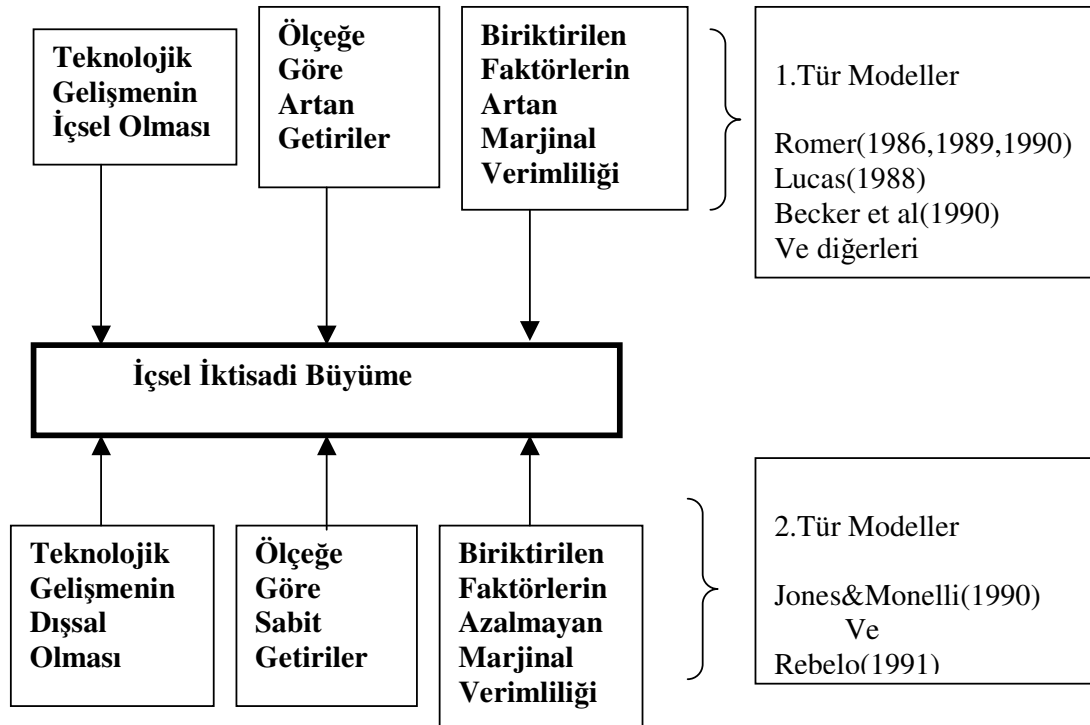 Teknolojik
Gelişmenin
İçsel Olması
Ölçeğe
Göre
Artan
Getiriler
Biriktirilen
Faktörlerin
Artan
Marjinal
Verimliliği
1.Tür Modeller
Romer(1986,1989,1990)
Lucas(1988)
Becker et al(1990)
Ve diğerleri
İçsel İktisadi Büyüme
Teknolojik
Gelişmenin
Dışsal
Olması
Ölçeğe
Göre
Sabit
Getiriler
Biriktirilen
Faktörlerin
Azalmayan
Marjinal
Verimliliği
2.Tür Modeller
Jones&Monelli(1990)
Ve
Rebelo(1991)